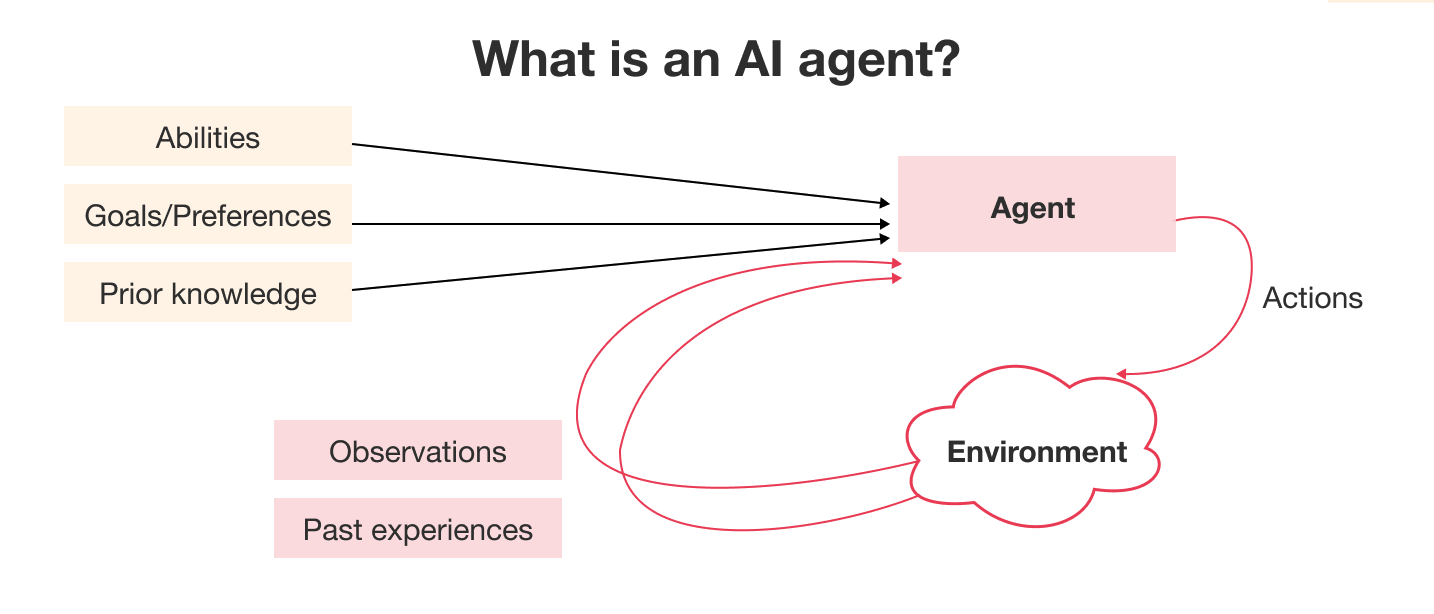 What is an AI agent?
Abilities
Goals/Preferences
Prior knowledge
Agent
Actions
Observations
Past experiences
Environment